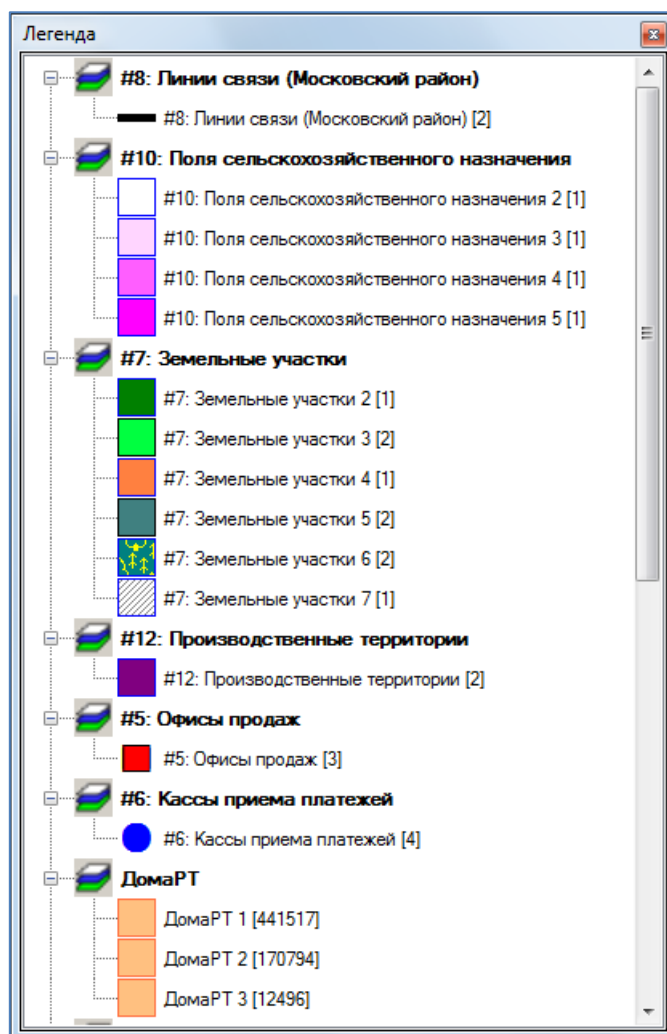 Легенда
#8: Линии связи (Московский район)
#8: Линии связи (Московский район) [2]
#10: Поля сельскохозяйственного назначения
#10: Поля сельскохозяйственного назначения 2 [1]
#10: Поля сельскохозяйственного назначения 3 [1]
#10: Поля сельскохозяйственного назначения 4 [1]
#10: Поля сельскохозяйственного назначения 5 [1]
#7: Земельные участки
#7: Земельные участки 2 [1]
#7: Земельные участки 3 [2]
#7: Земельные участки 4 [1]
#7: Земельные участки 5 [2]
#7: Земельные участки 6 [2]
#7: Земельные участки 7 [1]
#12: Производственные территории
#12: Производственные территории [2]
#5: Офисы продаж
#5: Офисы продаж [3]
#6: Кассы приема платежей
#6: Кассы приема платежей [4]
ДомаРТ
ДомаРТ 1 [441517]
ДомаРТ 2 [170794]
ДомаРТ 3 [12496]